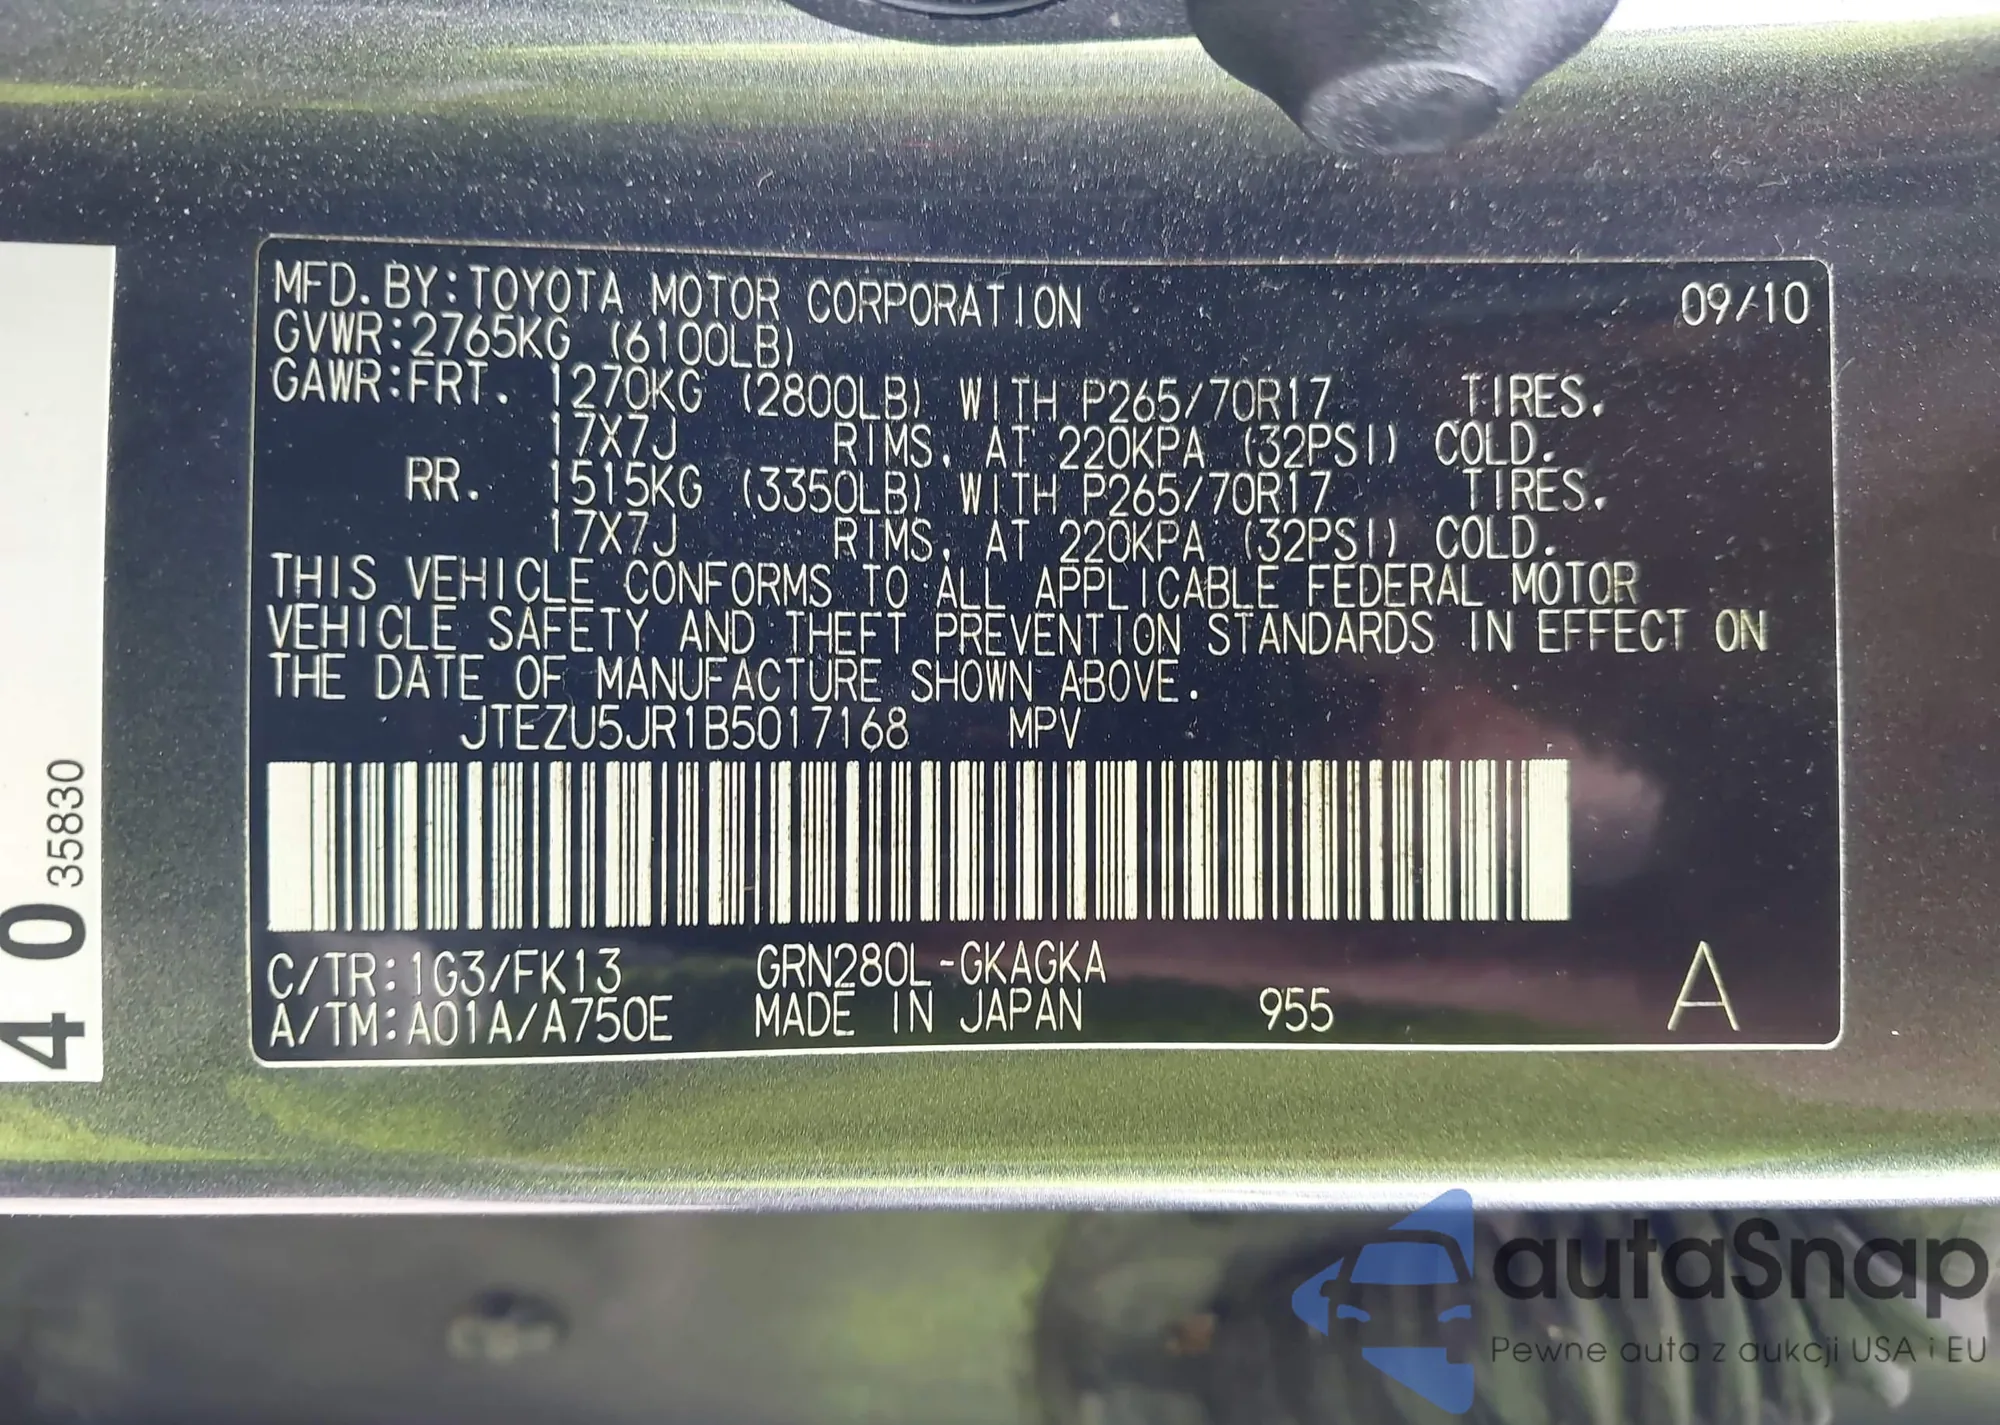 MFD. BY: TOYOTA MOTOR CORPORATION 09/10
GVWR: 2765KG (6100LB)
GAWR: FRT. 1270KG (2800LB) WITH P265/70R17 TIRES.
17X7J RIMS. AT 220KPA (32PSI) COLD.
RR. 1515KG (3350LB) WITH P265/70R17 TIRES.
17X7J RIMS. AT 220KPA (32PSI) COLD.
THIS VEHICLE CONFORMS TO ALL APPLICABLE FEDERAL MOTOR
VEHICLE SAFETY AND THEFT PREVENTION STANDARDS IN EFFECT ON
THE DATE OF MANUFACTURE SHOWN ABOVE.
JTEZU5JR1B5017168 MPV
C/TR: 1G3/FK13 GRN280L-GKAGKA
A/TM: A01A/A750E MADE IN JAPAN 955 A
40 35830
autaSnap
Pewne auta z aukcji USA i EU